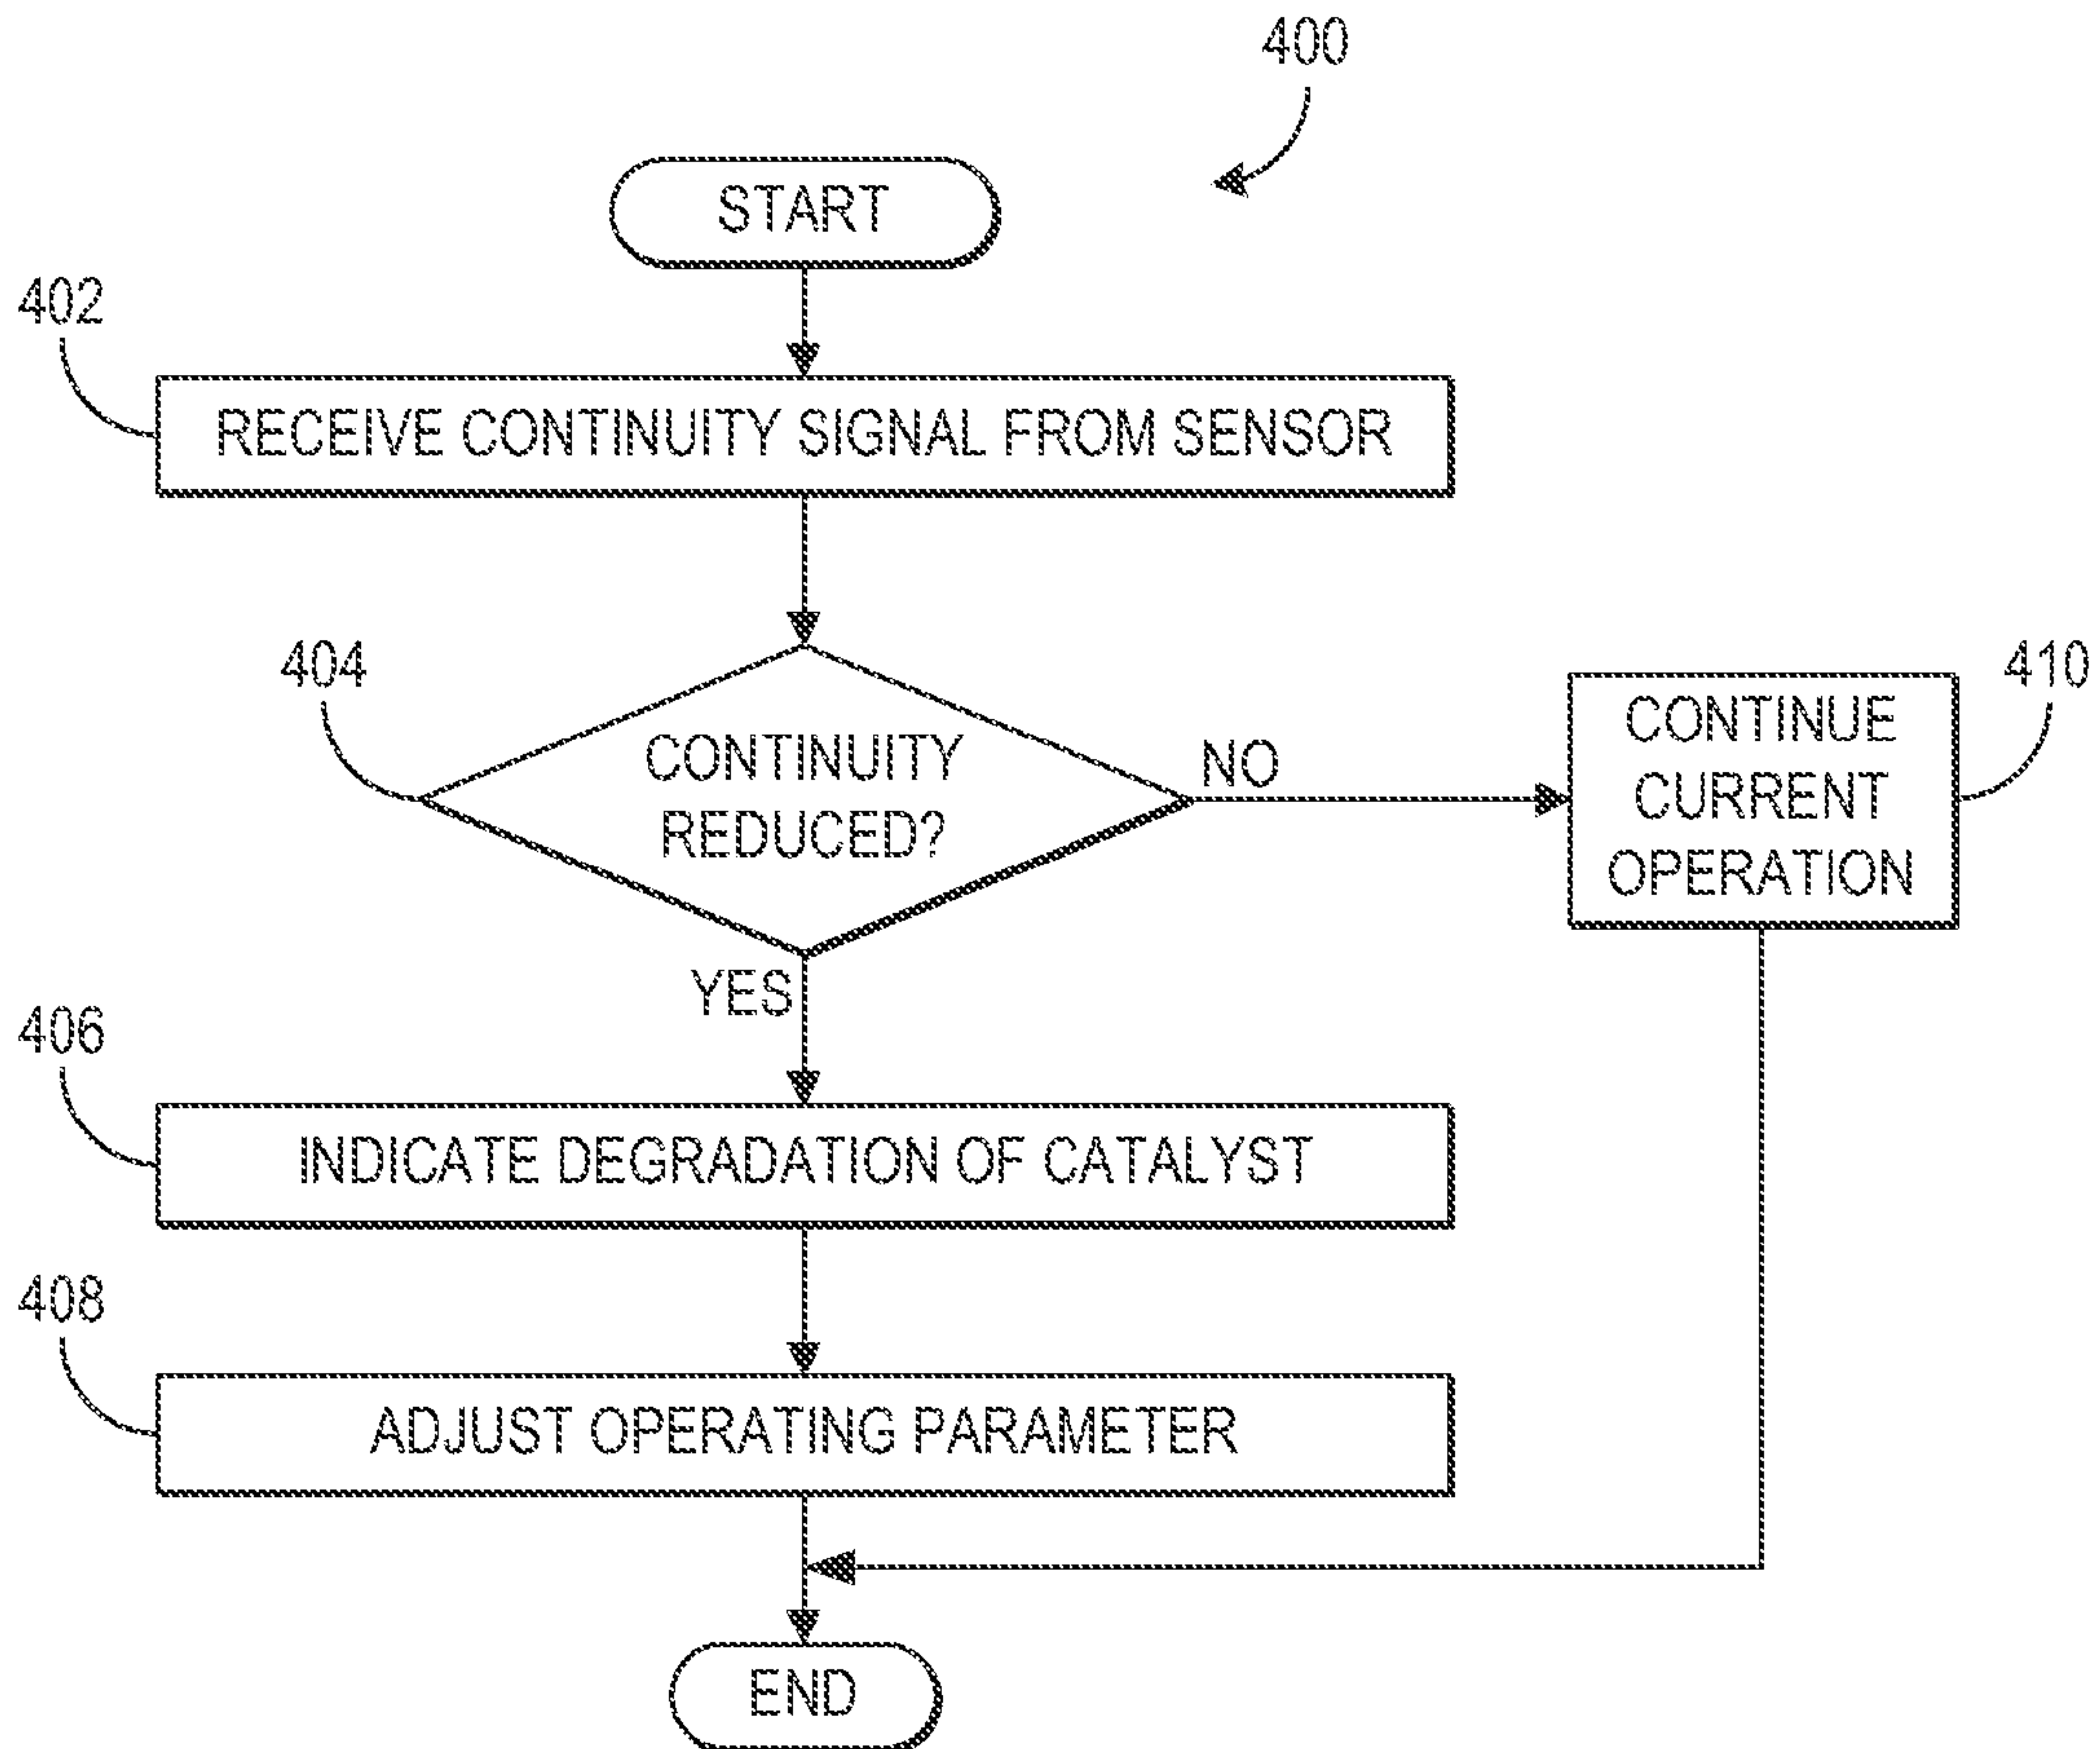 400
START
402
RECEIVE CONTINUITY SIGNAL FROM SENSOR
404
CONTINUITY
REDUCED?
NO
CONTINUE
CURRENT
OPERATION
410
YES
406
INDICATE DEGRADATION OF CATALYST
408
ADJUST OPERATING PARAMETER
END